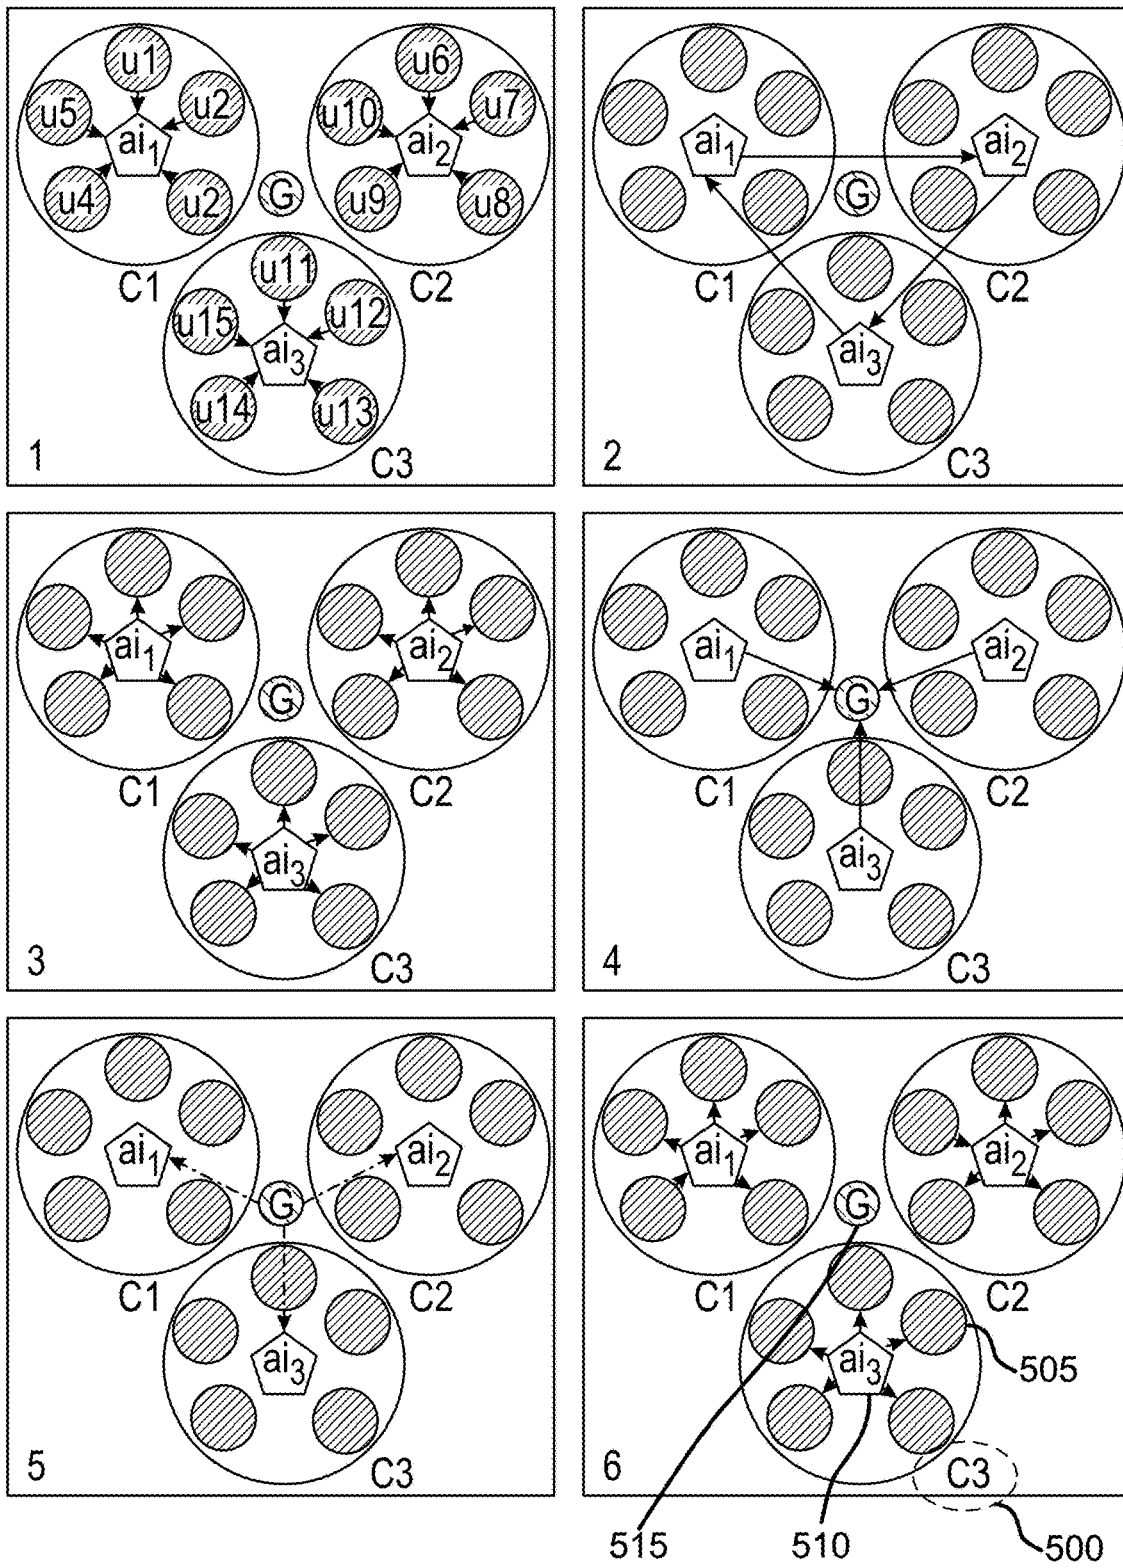 u1 u6
u5 u2 u10 u7
ai1 ai2 ai1 ai2
u4 u2 G u9 u8 G
C1 u11 C2 C1 C2
u15 u12
ai3 ai3
u14 u13
1 C3 2 C3
ai1 ai2 ai1 ai2
G G
C1 C2 C1 C2
ai3 ai3
3 C3 4 C3
ai1 ai2 ai1 ai2
G G
C1 C2 C1 C2
ai3 ai3 505
5 C3 6 C3
515 510 500